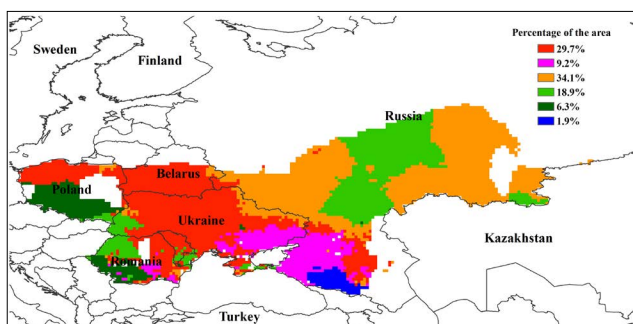 Percentage of the area
29.7%
9.2%
34.1%
18.9%
6.3%
1.9%
Sweden
Finland
Russia
Belarus
Poland
Ukraine
Kazakhstan
Romania
Turkey